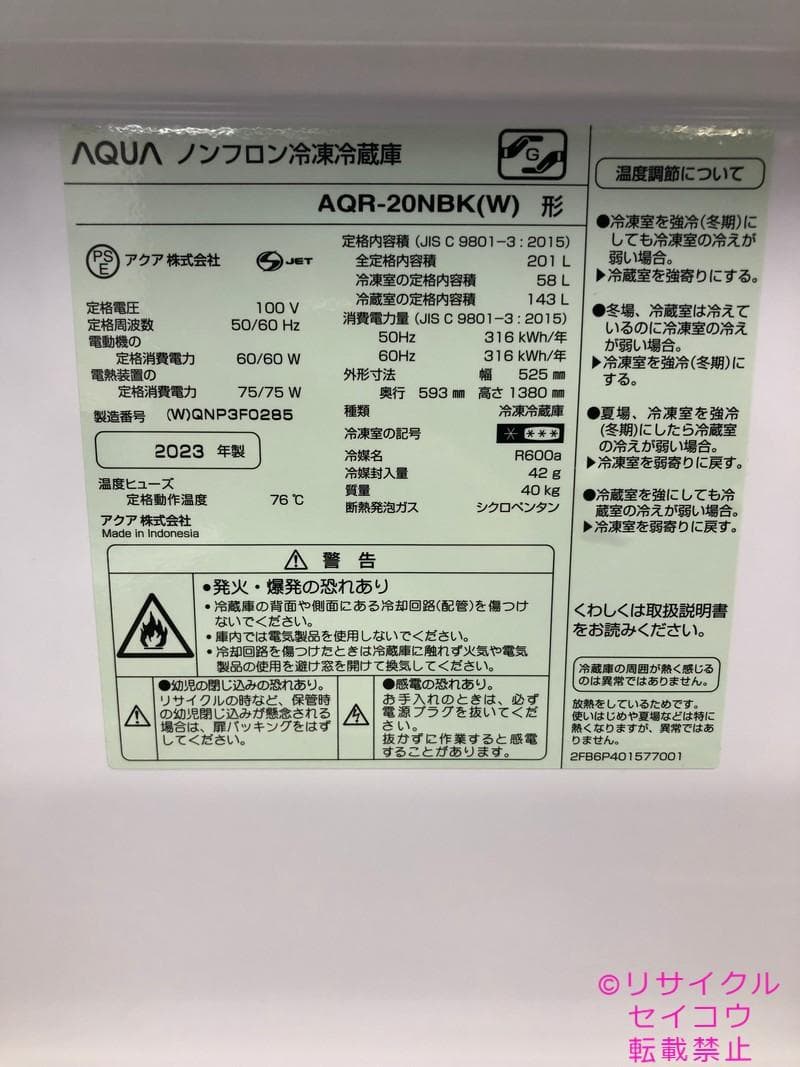 AQUA ノンフロン冷凍冷蔵庫
G
AQR-20NBK(W) 形
PS
E
アクア 株式会社
JET
定格電圧 100 V
定格周波数 50/60 Hz
電動機の
定格消費電力 60/60 W
電熱装置の
定格消費電力 75/75 W
製造番号 (W)QNP3F0285
2023 年製
温度ヒューズ
定格動作温度 76 ℃
アクア 株式会社
Made in Indonesia
定格内容積 (JIS C 9801-3 : 2015)
全定格内容積 201 L
冷凍室の定格内容積 58 L
冷蔵室の定格内容積 143 L
消費電力量 (JIS C 9801-3 : 2015)
50Hz 316 kWh/年
60Hz 316 kWh/年
外形寸法 幅 525 ㎜
奥行 593 ㎜ 高さ 1380 ㎜
種類 冷凍冷蔵庫
冷凍室の記号 * ***
冷媒名 R600a
冷媒封入量 42 g
質量 40 kg
断熱発泡ガス シクロペンタン
⚠ 警 告
●発火・爆発の恐れあり
・冷蔵庫の背面や側面にある冷却回路(配管)を傷つけ
ないでください。
・庫内では電気製品を使用しないでください。
・冷却回路を傷つけたときは冷蔵庫に触れず火気や電気
製品の使用を避け窓を開けて換気してください。
●幼児の閉じ込みの恐れあり。
リサイクルの時など、保管時
の幼児閉じ込みが懸念される
場合は、扉パッキングをはず
してください。
●感電の恐れあり。
お手入れのときは、必ず
電源プラグを抜いてくだ
さい。
抜かずに作業すると感電
することがあります。
温度調節について
●冷凍室を強冷(冬期)に
しても冷凍室の冷えが
弱い場合。
▶冷蔵室を強寄りにする。
●冬場、冷蔵室は冷えて
いるのに冷凍室の冷え
が弱い場合。
▶冷凍室を強冷(冬期)に
する。
●夏場、冷凍室を強冷
(冬期)にしたら冷蔵室
の冷えが弱い場合。
▶冷凍室を弱寄りに戻す。
●冷蔵室を強にしても冷
蔵室の冷えが弱い場合。
▶冷凍室を弱寄りに戻す。
くわしくは取扱説明書
をお読みください。
冷蔵庫の周囲が熱く感じる
のは異常ではありません。
放熱をしているためです。
使いはじめや夏場などは特に
熱くなりますが、異常ではあ
りません。
2FB6P401577001
©リサイクル
セイコウ
転載禁止